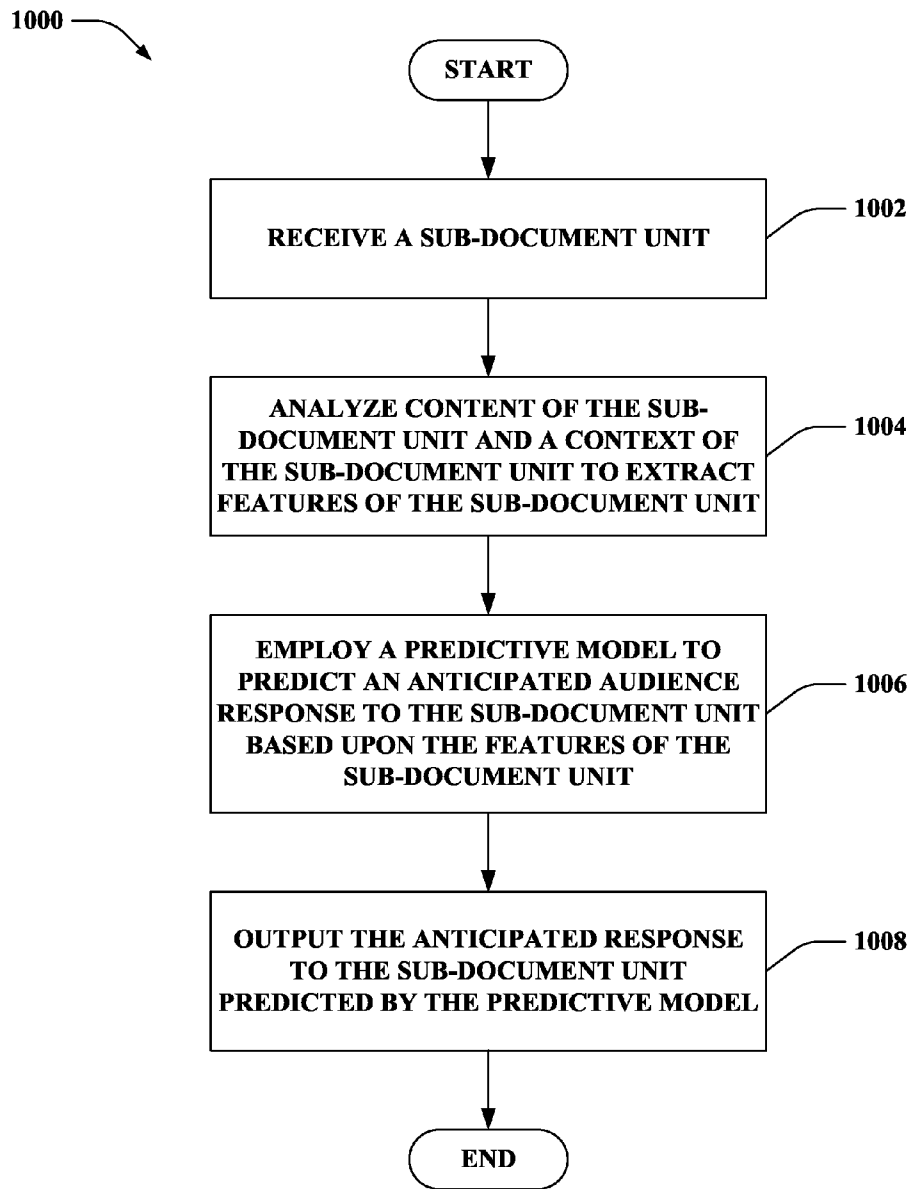 1000
START
RECEIVE A SUB-DOCUMENT UNIT
1002
ANALYZE CONTENT OF THE SUB-
DOCUMENT UNIT AND A CONTEXT OF
THE SUB-DOCUMENT UNIT TO EXTRACT
FEATURES OF THE SUB-DOCUMENT UNIT
1004
EMPLOY A PREDICTIVE MODEL TO
PREDICT AN ANTICIPATED AUDIENCE
RESPONSE TO THE SUB-DOCUMENT UNIT
BASED UPON THE FEATURES OF THE
SUB-DOCUMENT UNIT
1006
OUTPUT THE ANTICIPATED RESPONSE
TO THE SUB-DOCUMENT UNIT
PREDICTED BY THE PREDICTIVE MODEL
1008
END